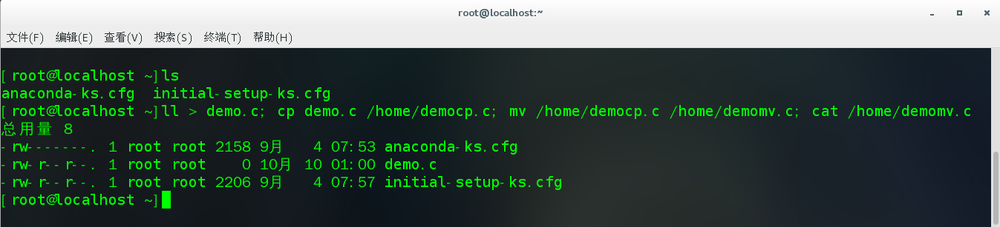 root@localhost:~
文件(F) 编辑(E) 查看(V) 搜索(S) 终端(T) 帮助(H)
[root@localhost ~]ls
anaconda-ks.cfg  initial-setup-ks.cfg
[root@localhost ~]ll > demo.c; cp demo.c /home/democp.c; mv /home/democp.c /home/demomv.c; cat /home/demomv.c
总用量 8
-rw-------. 1 root root 2158 9月   4 07:53 anaconda-ks.cfg
-rw-r--r--. 1 root root    0 10月 10 01:00 demo.c
-rw-r--r--. 1 root root 2206 9月   4 07:57 initial-setup-ks.cfg
[root@localhost ~]